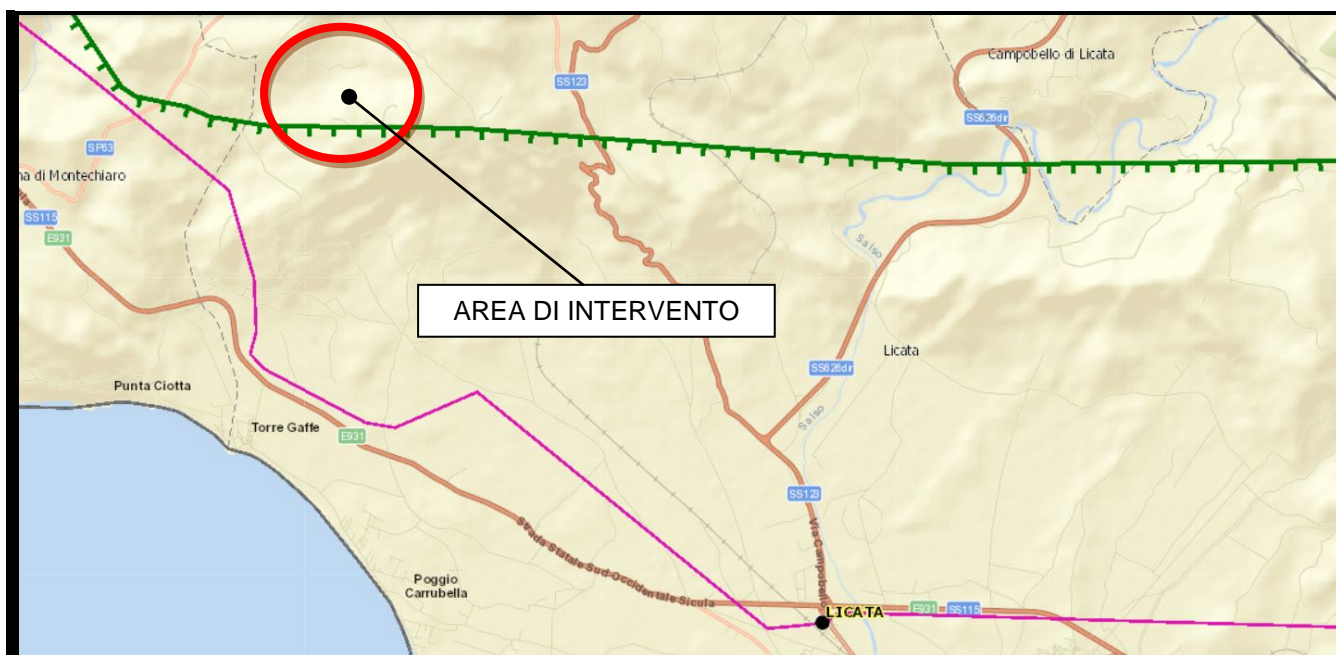 Campobello di Licata
SS123
SS626dir
SP63
na di Montechiaro
SS115
E931
Salso
AREA DI INTERVENTO
Licata
SS626dir
Punta Ciotta
Salso
Torre Gaffe
E931
SS123
Via Campobello
Strada Statale Sud-Occidentale Sicula
Poggio
Carrubella
LICATA
E931
SS115